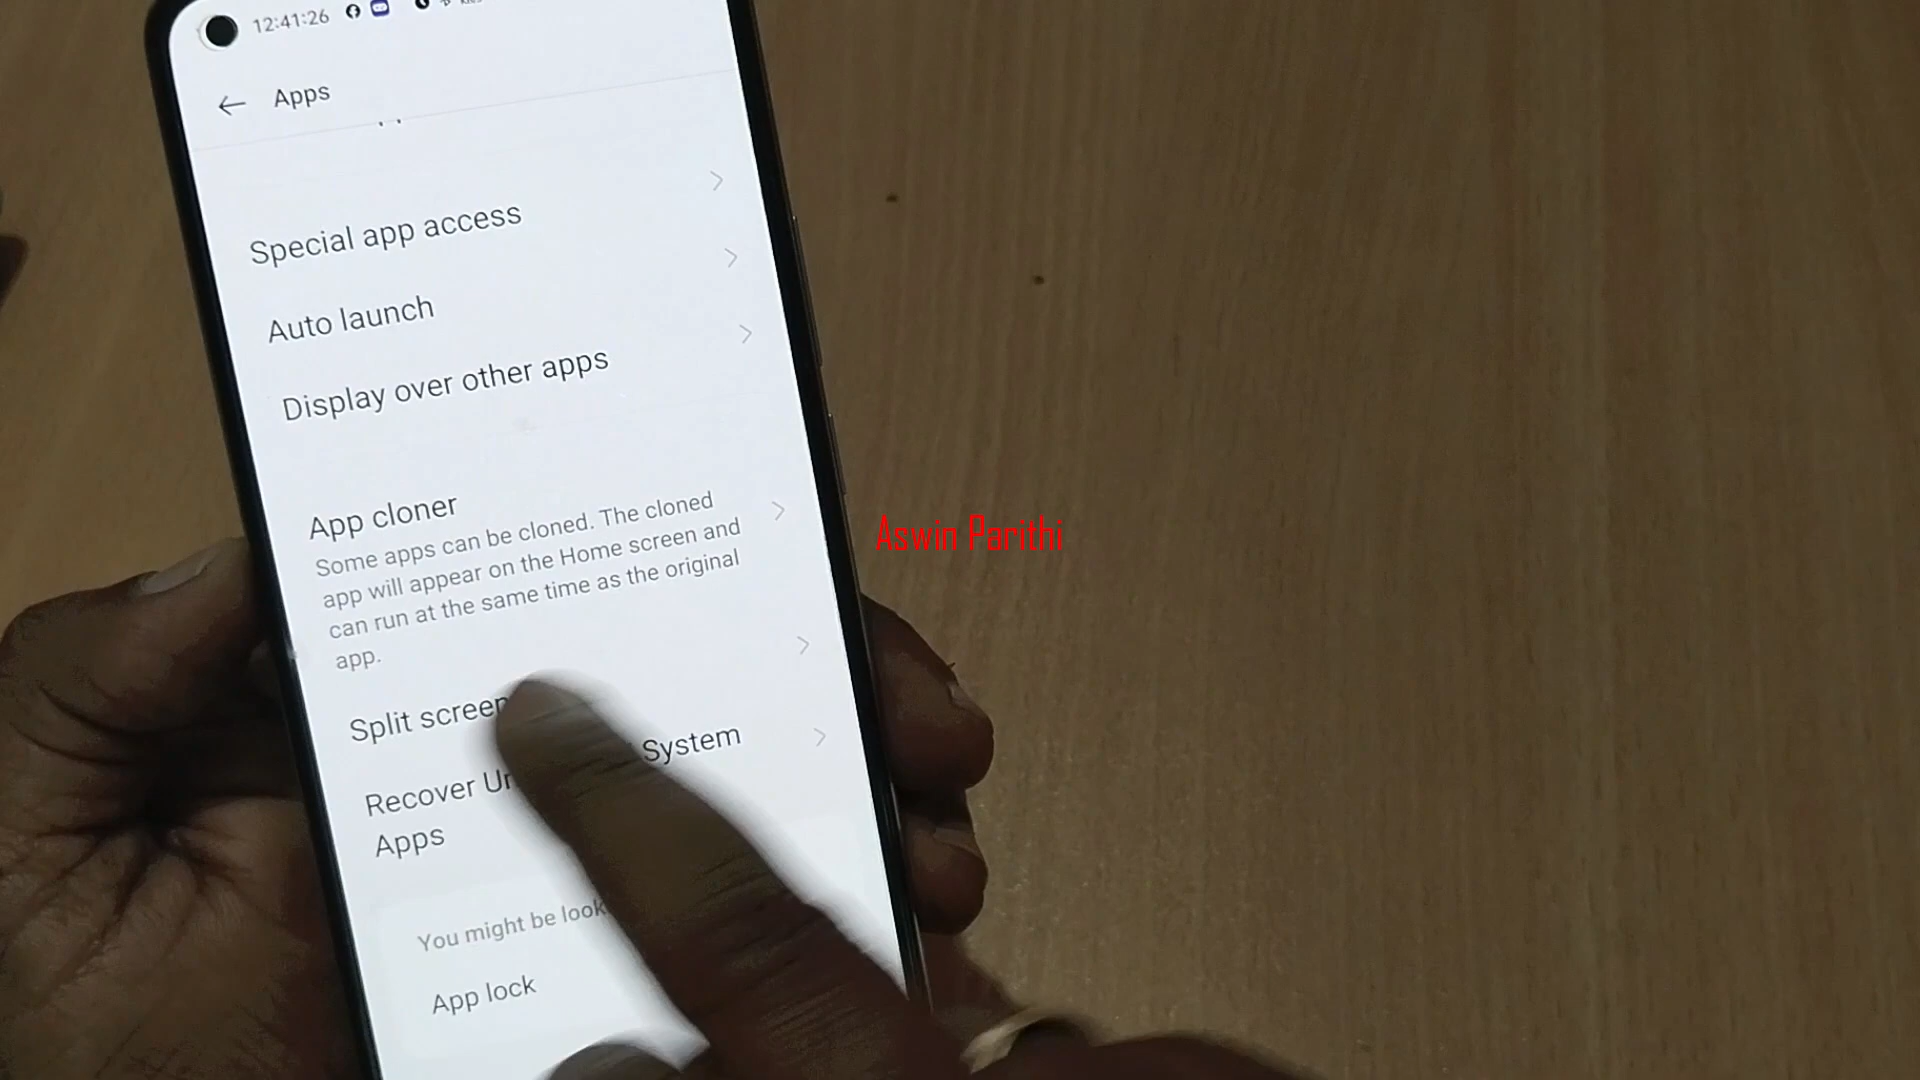 12:41:26
Apps
Special app access
Auto launch
Display over other apps
App cloner
Some apps can be cloned. The cloned
app will appear on the Home screen and
can run at the same time as the original
app.
Split screen
Recover System
Apps
You might be
App lock
Aswin Parithi